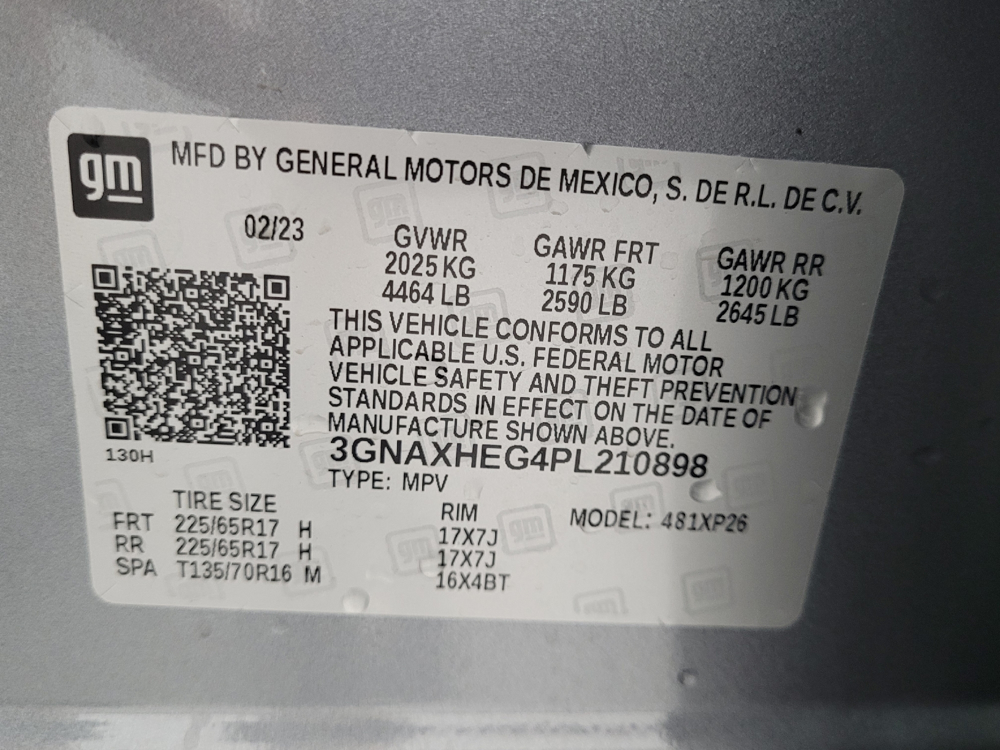 gm
MFD BY GENERAL MOTORS DE MEXICO, S. DE R.L. DE C.V.
02/23
GVWR GAWR FRT GAWR RR
2025 KG 1175 KG 1200 KG
4464 LB 2590 LB 2645 LB
THIS VEHICLE CONFORMS TO ALL
APPLICABLE U.S. FEDERAL MOTOR
VEHICLE SAFETY AND THEFT PREVENTION
STANDARDS IN EFFECT ON THE DATE OF
MANUFACTURE SHOWN ABOVE.
130H
3GNAXHEG4PL210898
TYPE: MPV
TIRE SIZE RIM MODEL: 481XP26
FRT 225/65R17 H 17X7J
RR 225/65R17 H 17X7J
SPA T135/70R16 M 16X4BT